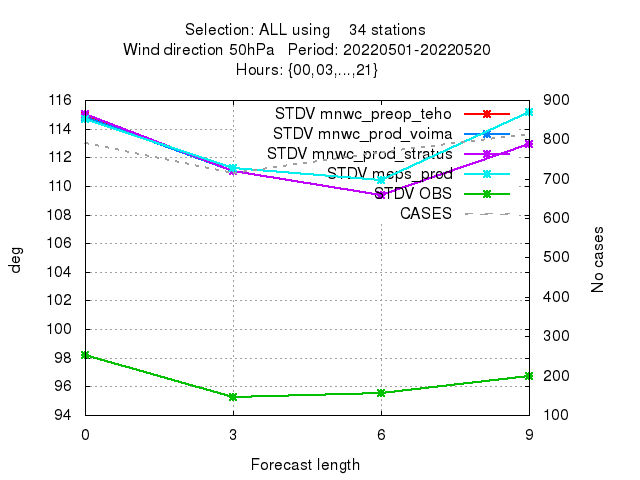 Selection: ALL using 34 stations
Wind direction 50hPa Period: 20220501-20220520
Hours: {00,03,...,21}
STDV mnwc_preop_teho
STDV mnwc_prod_voima
STDV mnwc_prod_stratus
STDV meps_prod
STDV OBS
CASES
116
114
112
110
108
106
104
102
100
98
96
94
900
800
700
600
500
400
300
200
100
deg
No cases
0 3 6 9
Forecast length